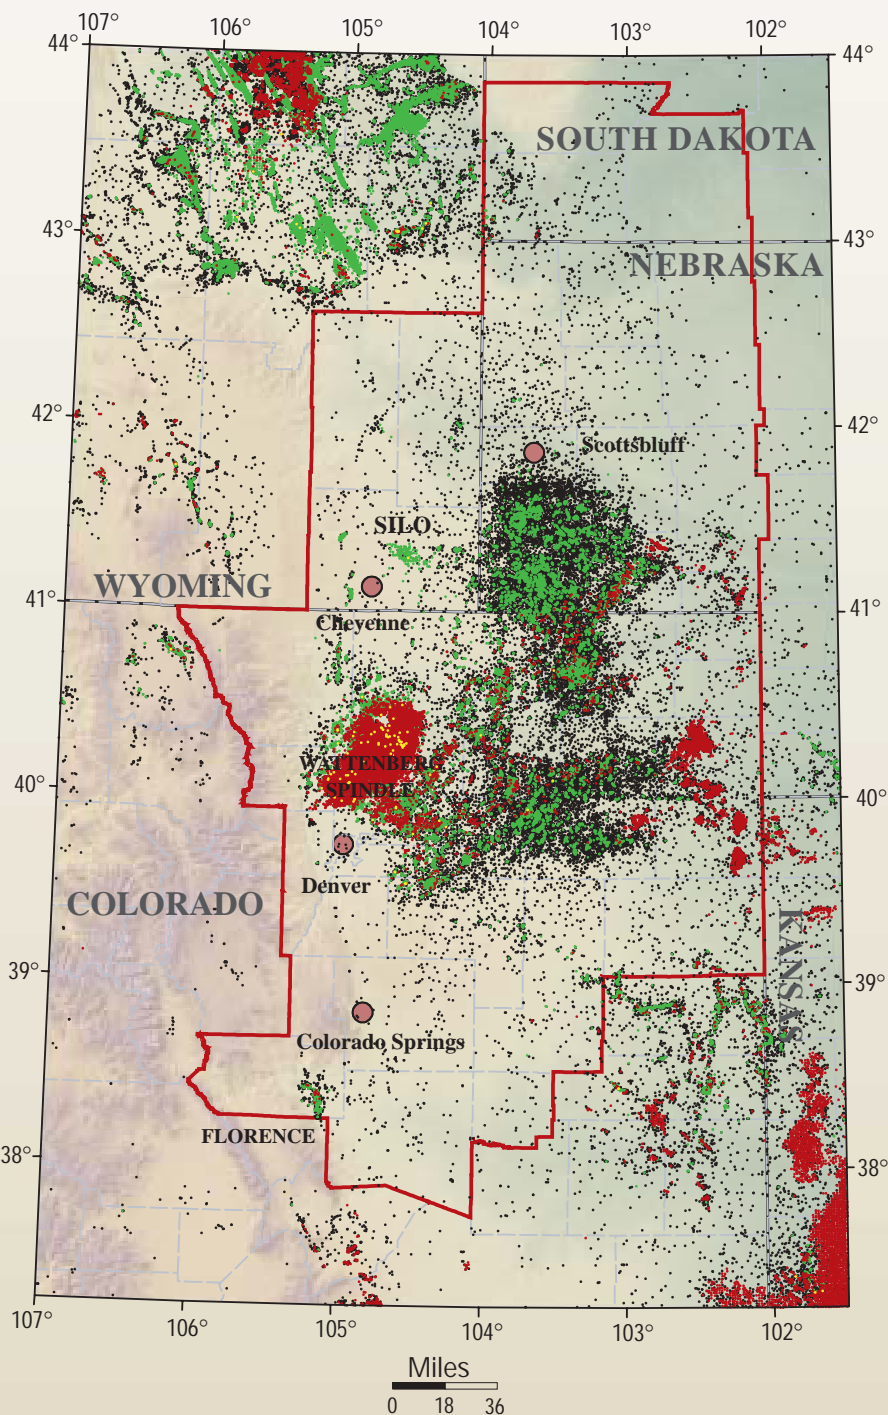 107° 106° 105° 104° 103° 102°
44° 44°
SOUTH DAKOTA
43° 43°
NEBRASKA
42° 42°
Scottsbluff
SILO
WYOMING
41° 41°
Cheyenne
WATTENBERG
40° SPINDLE 40°
Denver
COLORADO
KANSAS
39° 39°
Colorado Springs
FLORENCE
38° 38°
107° 106° 105° 104° 103° 102°
Miles
0 18 36